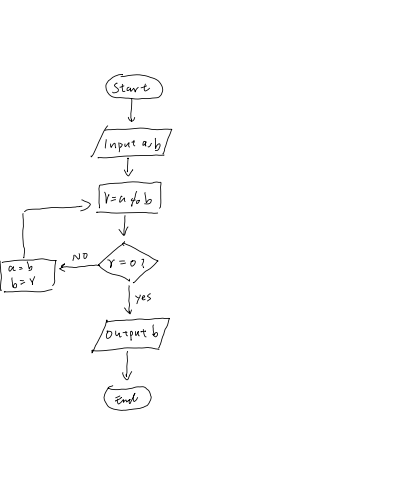 Start
Input a,b
r=a % b
r=0?
NO
a=b
b=r
yes
output b
End